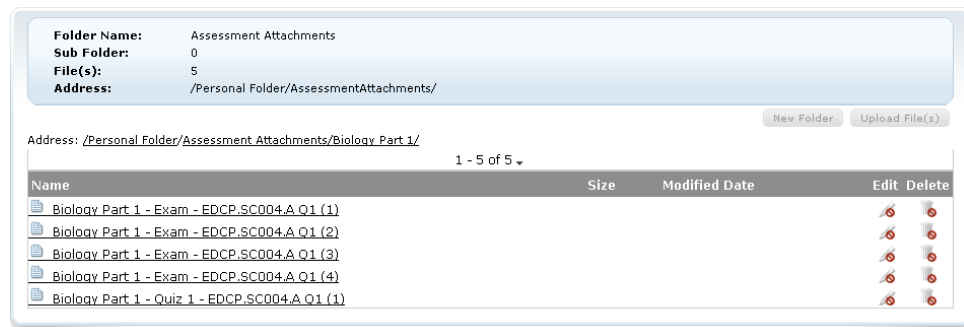 Folder Name: Assessment Attachments
Sub Folder: 0
File(s): 5
Address: /Personal Folder/AssessmentAttachments/
New Folder Upload File(s)
Address: /Personal Folder/Assessment Attachments/Biology Part 1/
1 - 5 of 5
Name Size Modified Date Edit Delete
Biology Part 1 - Exam - EDCP.SC004.A Q1 (1)
Biology Part 1 - Exam - EDCP.SC004.A Q1 (2)
Biology Part 1 - Exam - EDCP.SC004.A Q1 (3)
Biology Part 1 - Exam - EDCP.SC004.A Q1 (4)
Biology Part 1 - Quiz 1 - EDCP.SC004.A Q1 (1)